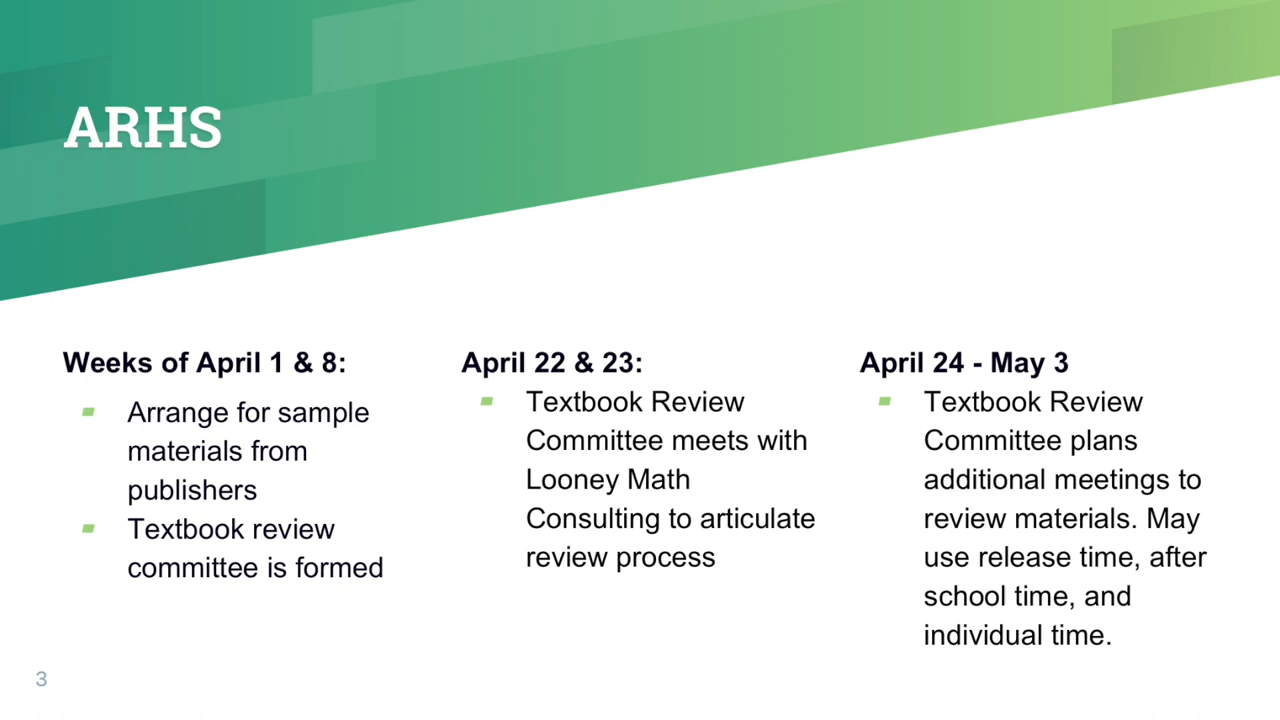 ARHS
Weeks of April 1 & 8:
Arrange for sample
materials from
publishers
Textbook review
committee is formed
April 22 & 23:
Textbook Review
Committee meets with
Looney Math
Consulting to articulate
review process
April 24 - May 3
Textbook Review
Committee plans
additional meetings to
review materials. May
use release time, after
school time, and
individual time.
3